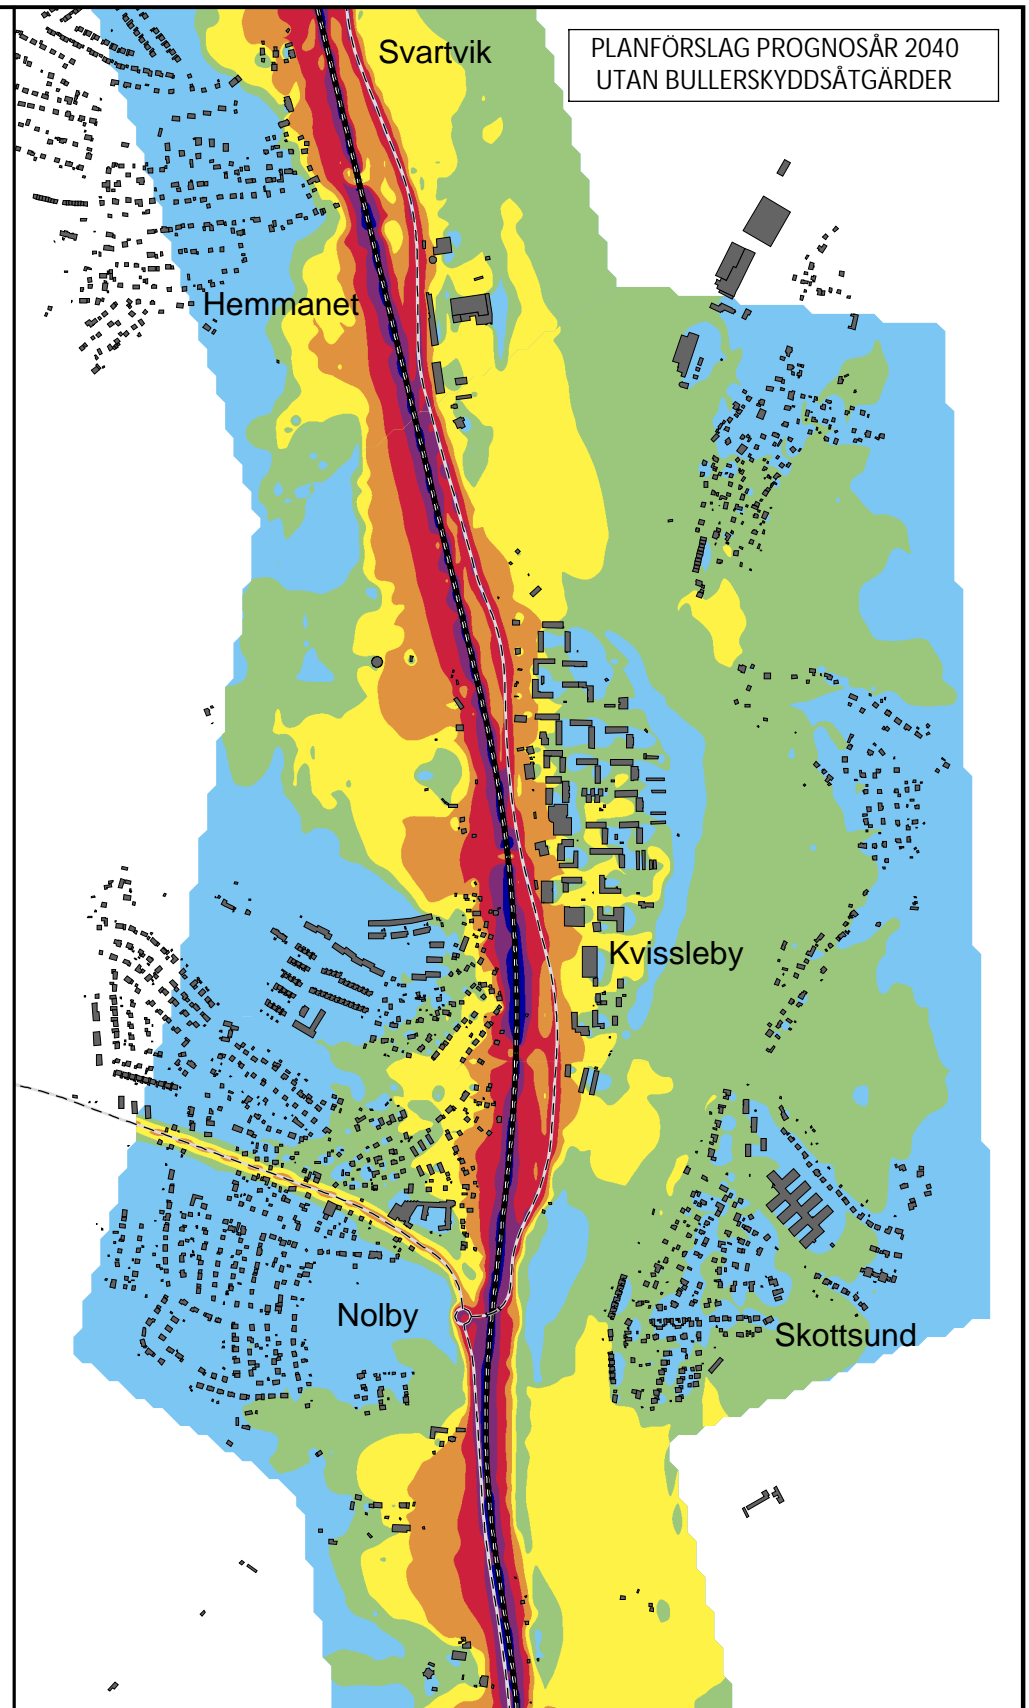 Svartvik
PLANFÖRSLAG PROGNOSÅR 2040
UTAN BULLERSKYDDSÅTGÄRDER
Hemmanet
Kvissleby
Nolby
Skottsund